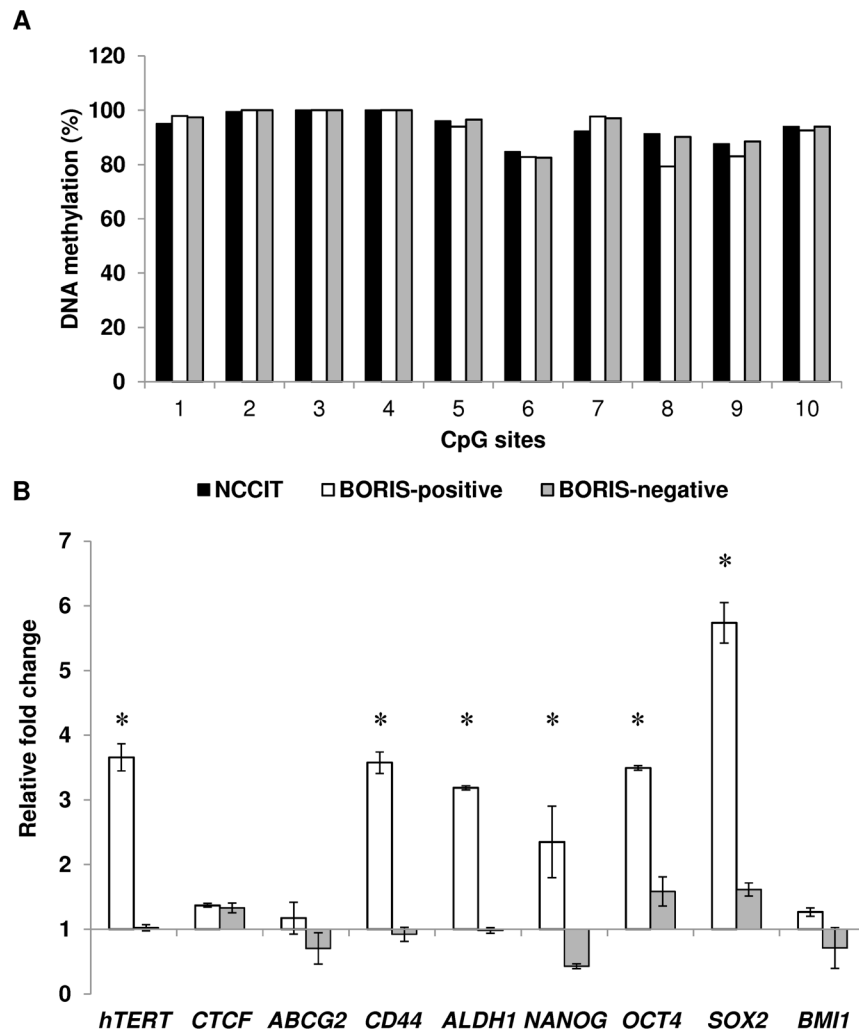 A
DNA methylation (%)
120
100
80
60
40
20
0
1 2 3 4 5 6 7 8 9 10
CpG sites
B
NCCIT BORIS-positive BORIS-negative
Relative fold change
7
6
5
4
3
2
1
0
* * * * * *
hTERT CTCF ABCG2 CD44 ALDH1 NANOG OCT4 SOX2 BMI1